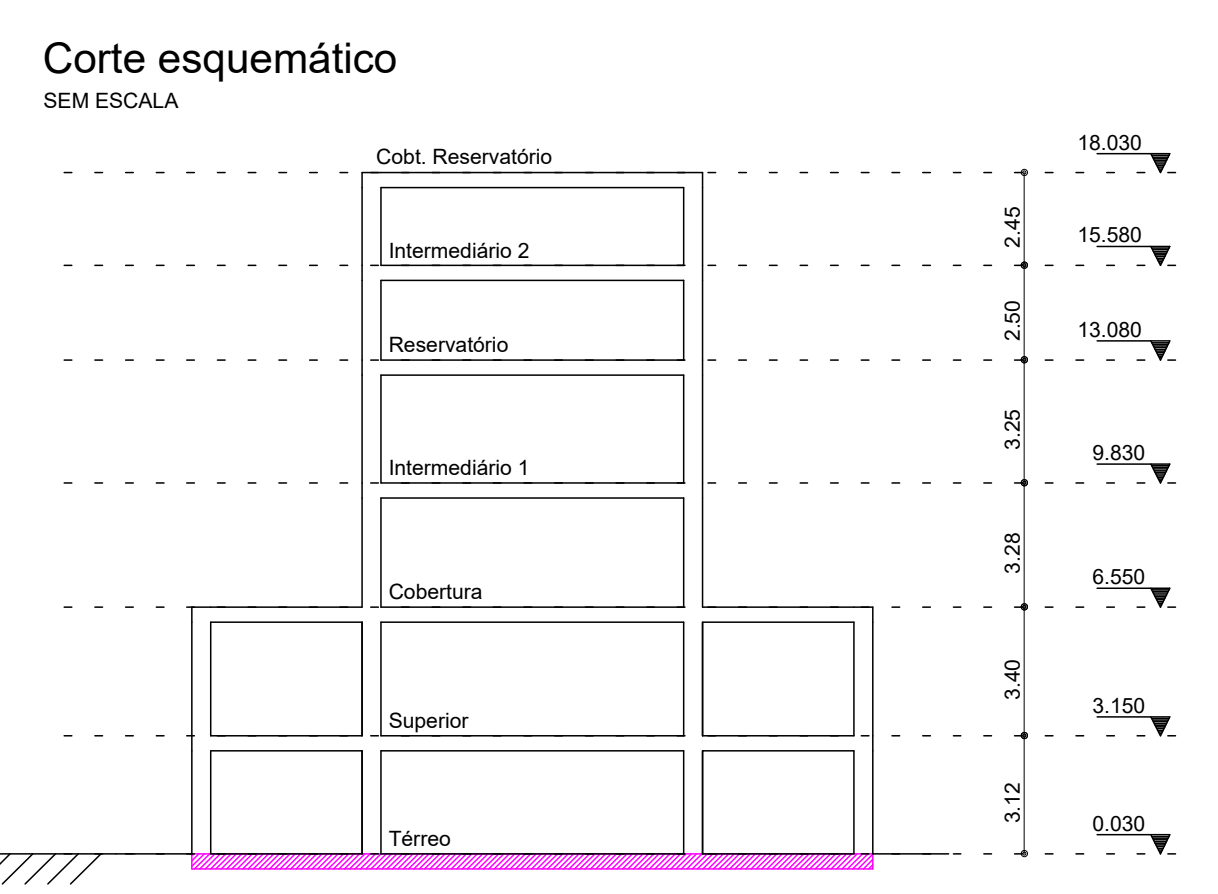 Corte esquemático
SEM ESCALA
Cobt. Reservatório
18.030
2.45
Intermediário 2
15.580
2.50
Reservatório
13.080
3.25
Intermediário 1
9.830
3.28
Cobertura
6.550
3.40
Superior
3.150
3.12
Térreo
0.030